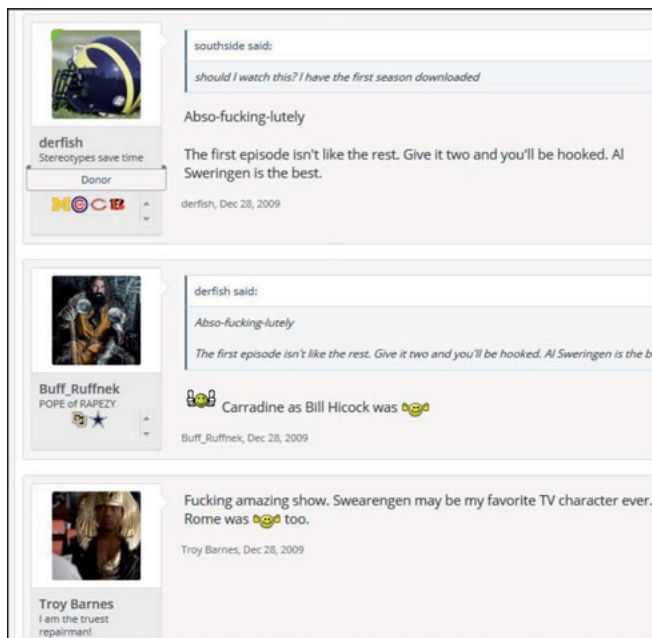 southside said:
should I watch this? I have the first season downloaded
Abso-fucking-lutely
The first episode isn't like the rest. Give it two and you'll be hooked. Al
Sweringen is the best.
derfish, Dec 28, 2009
derfish
Stereotypes save time
Donor
derfish said:
Abso-fucking-lutely
The first episode isn't like the rest. Give it two and you'll be hooked. Al Sweringen is the b
Carradine as Bill Hicock was
Buff_Ruffnek, Dec 28, 2009
Buff_Ruffnek
POPE of RAPEZY
Fucking amazing show. Swearengen may be my favorite TV character ever.
Rome was too.
Troy Barnes, Dec 28, 2009
Troy Barnes
I am the truest
repairman!